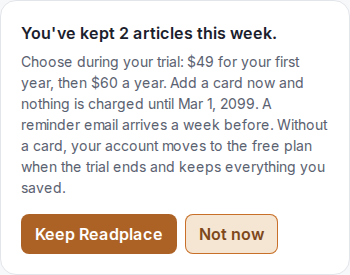 You've kept 2 articles this week.
Choose during your trial: $49 for your first
year, then $60 a year. Add a card now and
nothing is charged until Mar 1, 2099. A
reminder email arrives a week before. Without
a card, your account moves to the free plan
when the trial ends and keeps everything you
saved.
Keep Readplace Not now